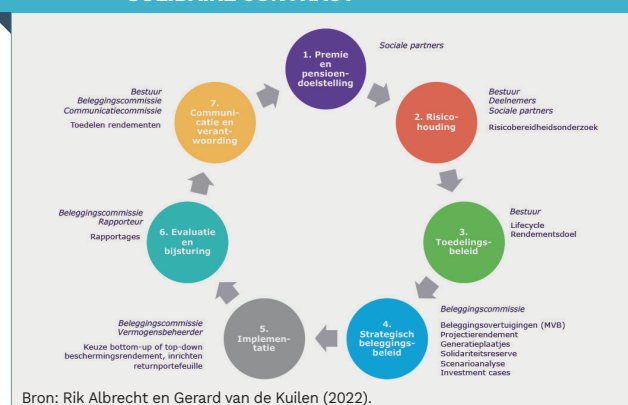 1. Premie
en
pensioen-
doelstelling
Sociale partners
2. Risico-
houding
Bestuur
Deelnemers
Sociale partners
Risicobereidheidsonderzoek
3.
Toedelings-
beleid
Bestuur
Lifecycle
Rendementsdoel
4.
Strategisch
beleggings-
beleid
Beleggingscommissie
Beleggingsovertuigingen (MVB)
Projectierendement
Generatieplaatjes
Solidariteitsreserve
Scenarioanalyse
Investment cases
5.
Implemen-
tatie
Beleggingscommissie
Vermogensbeheerder
Keuze bottom-up of top-down
beschermingsrendement, inrichten
returnportefeuille
6. Evaluatie
en
bijsturing
Beleggingscommissie
Rapporteur
Rapportages
7.
Communi-
catie en
verant-
woording
Bestuur
Beleggingscommissie
Communicatiecommissie
Toedelen rendementen
Bron: Rik Albrecht en Gerard van de Kuilen (2022).